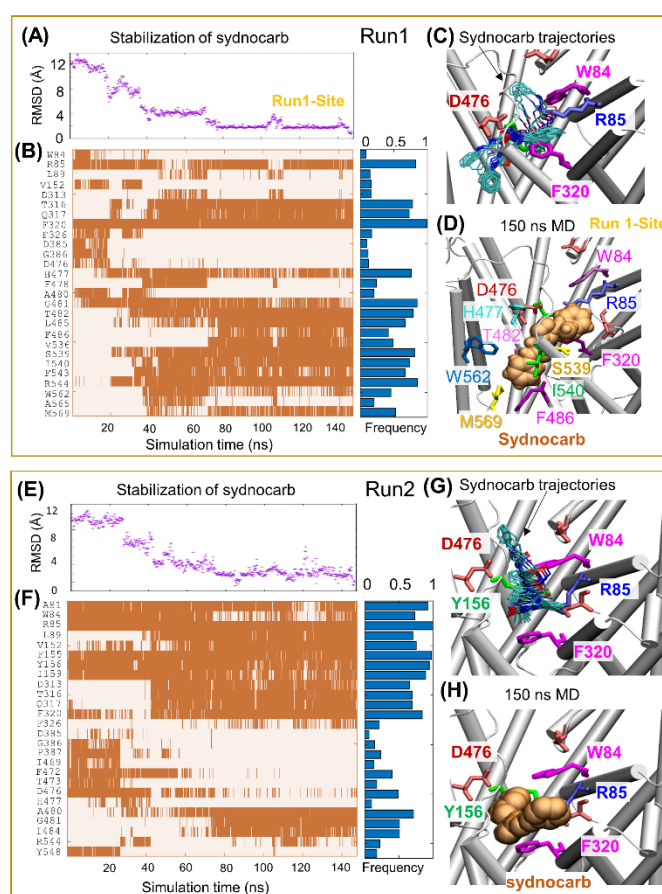 (A)
Stabilization of sydnocarb
Run1
RMSD (Å)
12
8
4
0
Run1-Site
0 0.5 1
(B)
W84
R85
L89
V152
D313
T316
Q317
F320
F326
D385
G386
D476
H477
F478
A480
G481
T482
L485
F486
V536
S539
I540
F543
R544
W562
A565
M569
0 20 40 60 80 100 120 140
Simulation time (ns)
Frequency
(C)
Sydnocarb trajectories
W84
D476
R85
F320
(D)
150 ns MD
Run 1-Site
W84
D476
R85
H477
T482
F320
W562
S539
I540
M569
F486
Sydnocarb
(E)
Stabilization of sydnocarb
Run2
RMSD (Å)
12
8
4
0
0 0.5 1
(F)
A81
W84
R85
L89
V152
F155
Y156
I159
D313
T316
Q317
F320
F326
D385
G386
P387
T469
F472
T473
D476
H477
A480
G481
I484
R544
Y548
0 20 40 60 80 100 120 140
Simulation time (ns)
Frequency
(G)
Sydnocarb trajectories
D476
W84
Y156
R85
F320
(H)
150 ns MD
D476
W84
R85
Y156
F320
sydnocarb